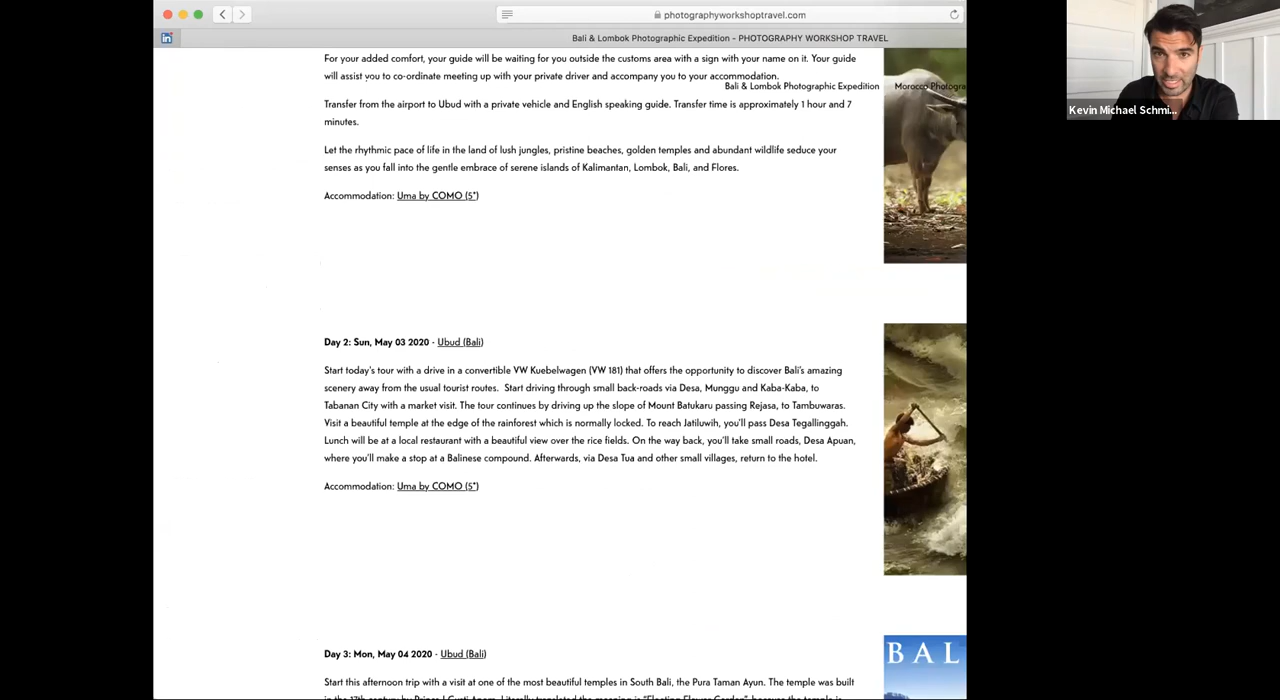 photographyworkshoptravel.com
Bali & Lombok Photographic Expedition - PHOTOGRAPHY WORKSHOP TRAVEL
in
For your added comfort, your guide will be waiting for you outside the customs area with a sign with your name on it. Your guide
will assist you to co-ordinate meeting up with your private driver and accompany you to your accommodation.
Bali & Lombok Photographic Expedition Morocco Photogra
Transfer from the airport to Ubud with a private vehicle and English speaking guide. Transfer time is approximately 1 hour and 7
minutes.
Let the rhythmic pace of life in the land of lush jungles, pristine beaches, golden temples and abundant wildlife seduce your
senses as you fall into the gentle embrace of serene islands of Kalimantan, Lombok, Bali, and Flores.
Accommodation: Uma by COMO (5*)
Day 2: Sun, May 03 2020 - Ubud (Bali)
Start today's tour with a drive in a convertible VW Kuebelwagen (VW 181) that offers the opportunity to discover Bali's amazing
scenery away from the usual tourist routes. Start driving through small back-roads via Desa, Munggu and Kaba-Kaba, to
Tabanan City with a market visit. The tour continues by driving up the slope of Mount Batukaru passing Rejasa, to Tambuwaras.
Visit a beautiful temple at the edge of the rainforest which is normally locked. To reach Jatiluwih, you'll pass Desa Tegallinggah.
Lunch will be at a local restaurant with a beautiful view over the rice fields. On the way back, you'll take small roads, Desa Apuan,
where you'll make a stop at a Balinese compound. Afterwards, via Desa Tua and other small villages, return to the hotel.
Accommodation: Uma by COMO (5*)
Day 3: Mon, May 04 2020 - Ubud (Bali)
Start this afternoon trip with a visit at one of the most beautiful temples in South Bali, the Pura Taman Ayun. The temple was built
BAL
Kevin Michael Schmi...